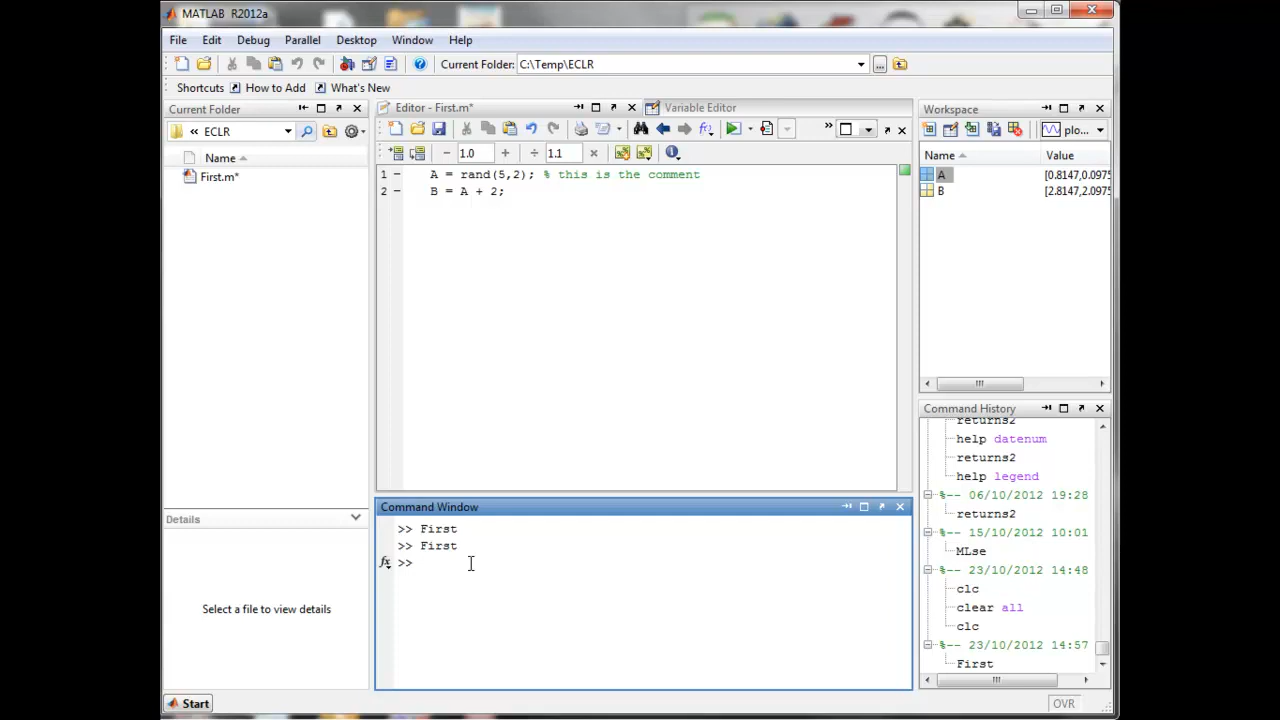 MATLAB R2012a
File Edit Debug Parallel Desktop Window Help
Current Folder: C:\Temp\ECLR
Shortcuts How to Add What's New
Current Folder
« ECLR
Name
First.m*
Details
Select a file to view details
Start
Editor - First.m*
Variable Editor
- 1.0 + ÷ 1.1 ×
1 - A = rand(5,2); % this is the comment
2 - B = A + 2;
Command Window
>> First
>> First
fx >>
Workspace
plo...
Name Value
A [0.8147,0.0975
B [2.8147,2.0975
Command History
returns2
help datenum
returns2
help legend
%-- 06/10/2012 19:28
returns2
%-- 15/10/2012 10:01
MLse
%-- 23/10/2012 14:48
clc
clear all
clc
%-- 23/10/2012 14:57
First
OVR